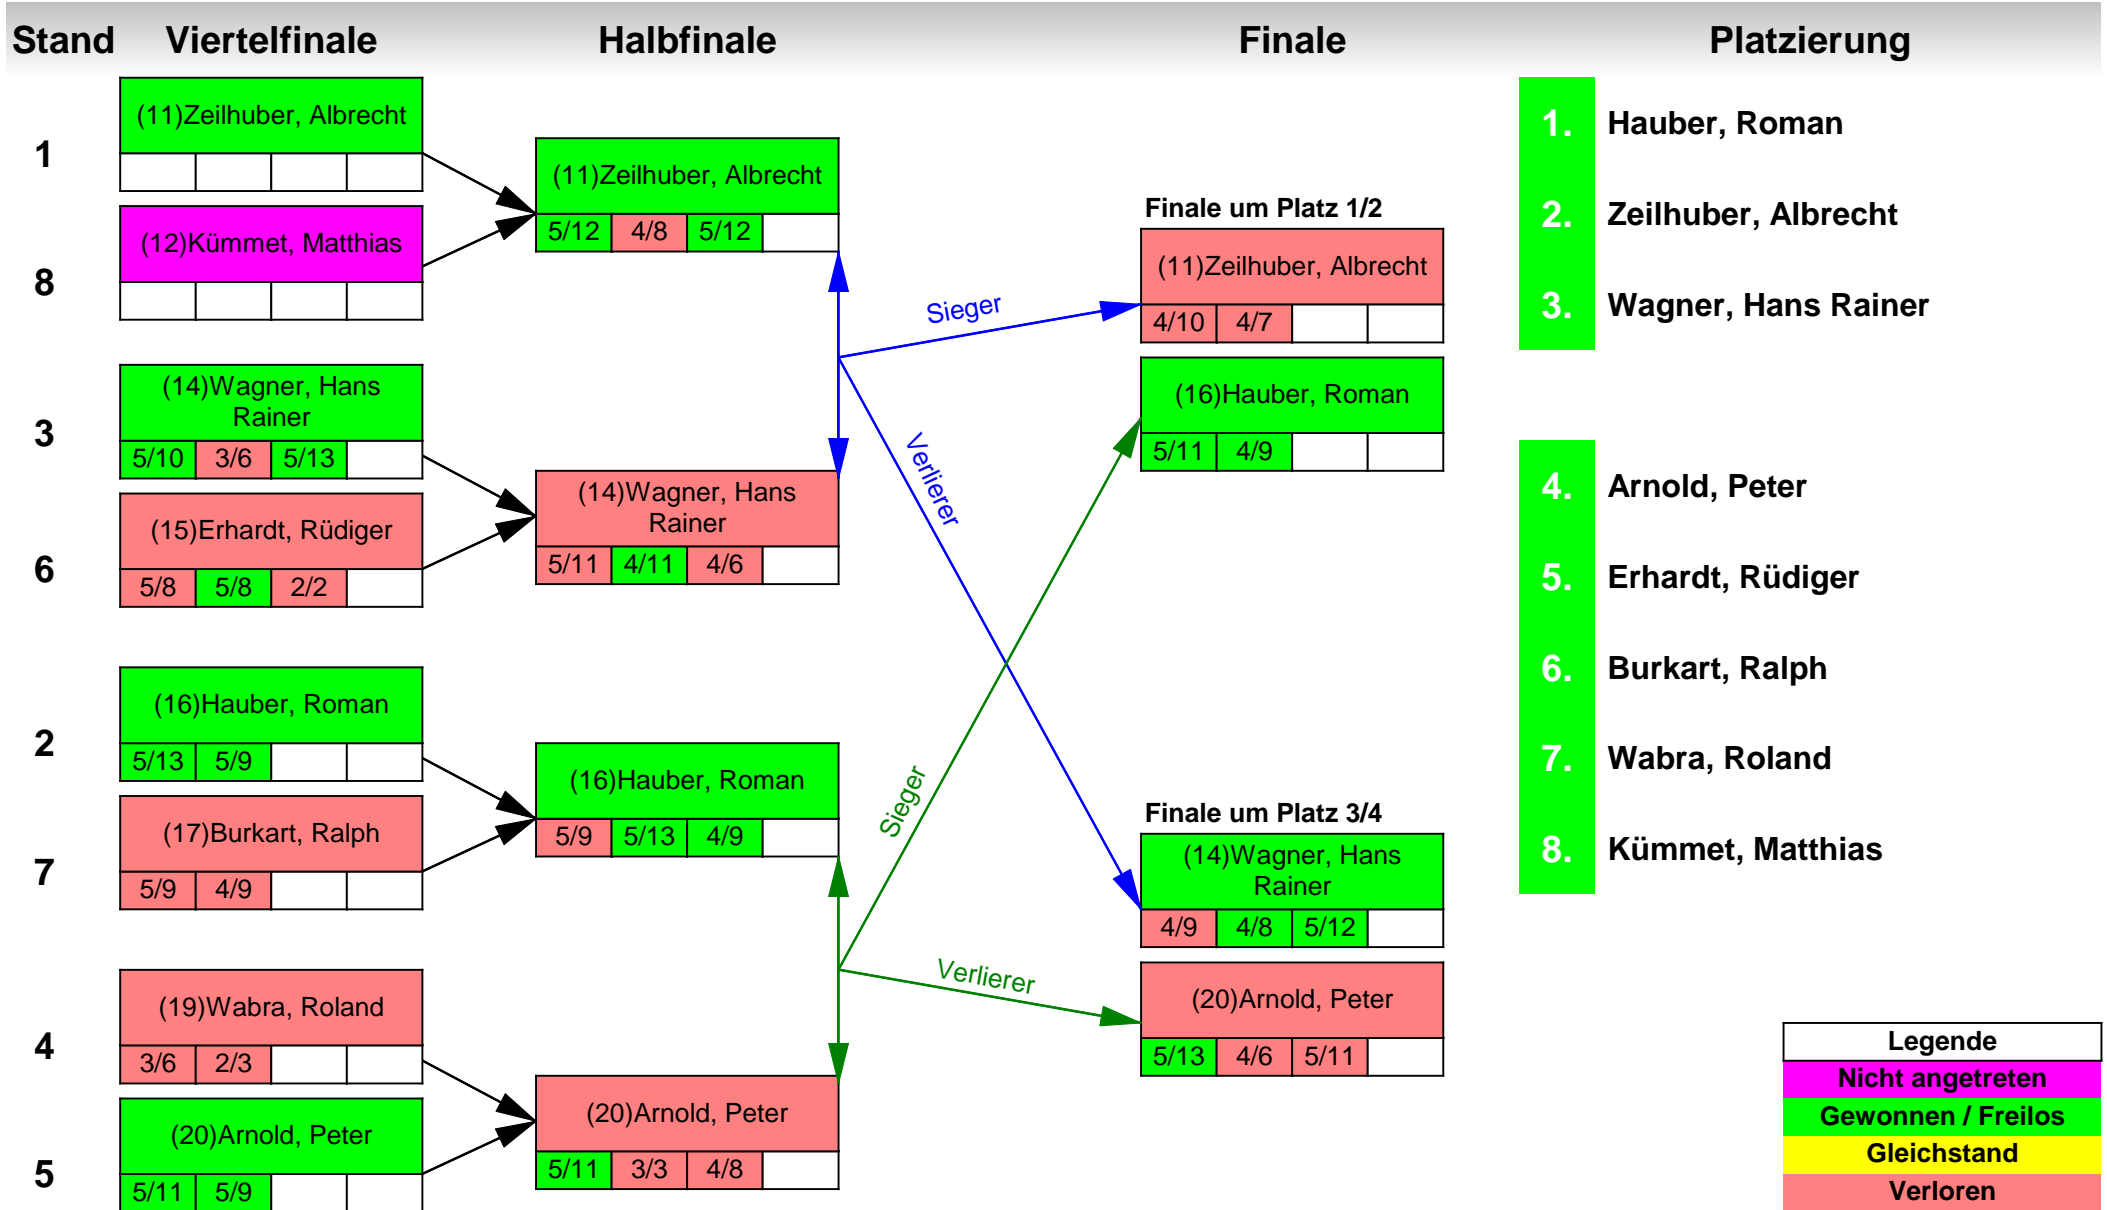 Stand Viertelfinale Halbfinale Finale Platzierung
1
(11)Zeilhuber, Albrecht
8
(12)Kümmet, Matthias
3
(14)Wagner, Hans
Rainer
5/10 3/6 5/13
6
(15)Erhardt, Rüdiger
5/8 5/8 2/2
2
(16)Hauber, Roman
5/13 5/9
7
(17)Burkart, Ralph
5/9 4/9
4
(19)Wabra, Roland
3/6 2/3
5
(20)Arnold, Peter
5/11 5/9
(11)Zeilhuber, Albrecht
5/12 4/8 5/12
(14)Wagner, Hans
Rainer
5/11 4/11 4/6
(16)Hauber, Roman
5/9 5/13 4/9
(20)Arnold, Peter
5/11 3/3 4/8
Sieger
Verlierer
Sieger
Verlierer
Finale um Platz 1/2
(11)Zeilhuber, Albrecht
4/10 4/7
(16)Hauber, Roman
5/11 4/9
Finale um Platz 3/4
(14)Wagner, Hans
Rainer
4/9 4/8 5/12
(20)Arnold, Peter
5/13 4/6 5/11
1. Hauber, Roman
2. Zeilhuber, Albrecht
3. Wagner, Hans Rainer
4. Arnold, Peter
5. Erhardt, Rüdiger
6. Burkart, Ralph
7. Wabra, Roland
8. Kümmet, Matthias
Legende
Nicht angetreten
Gewonnen / Freilos
Gleichstand
Verloren